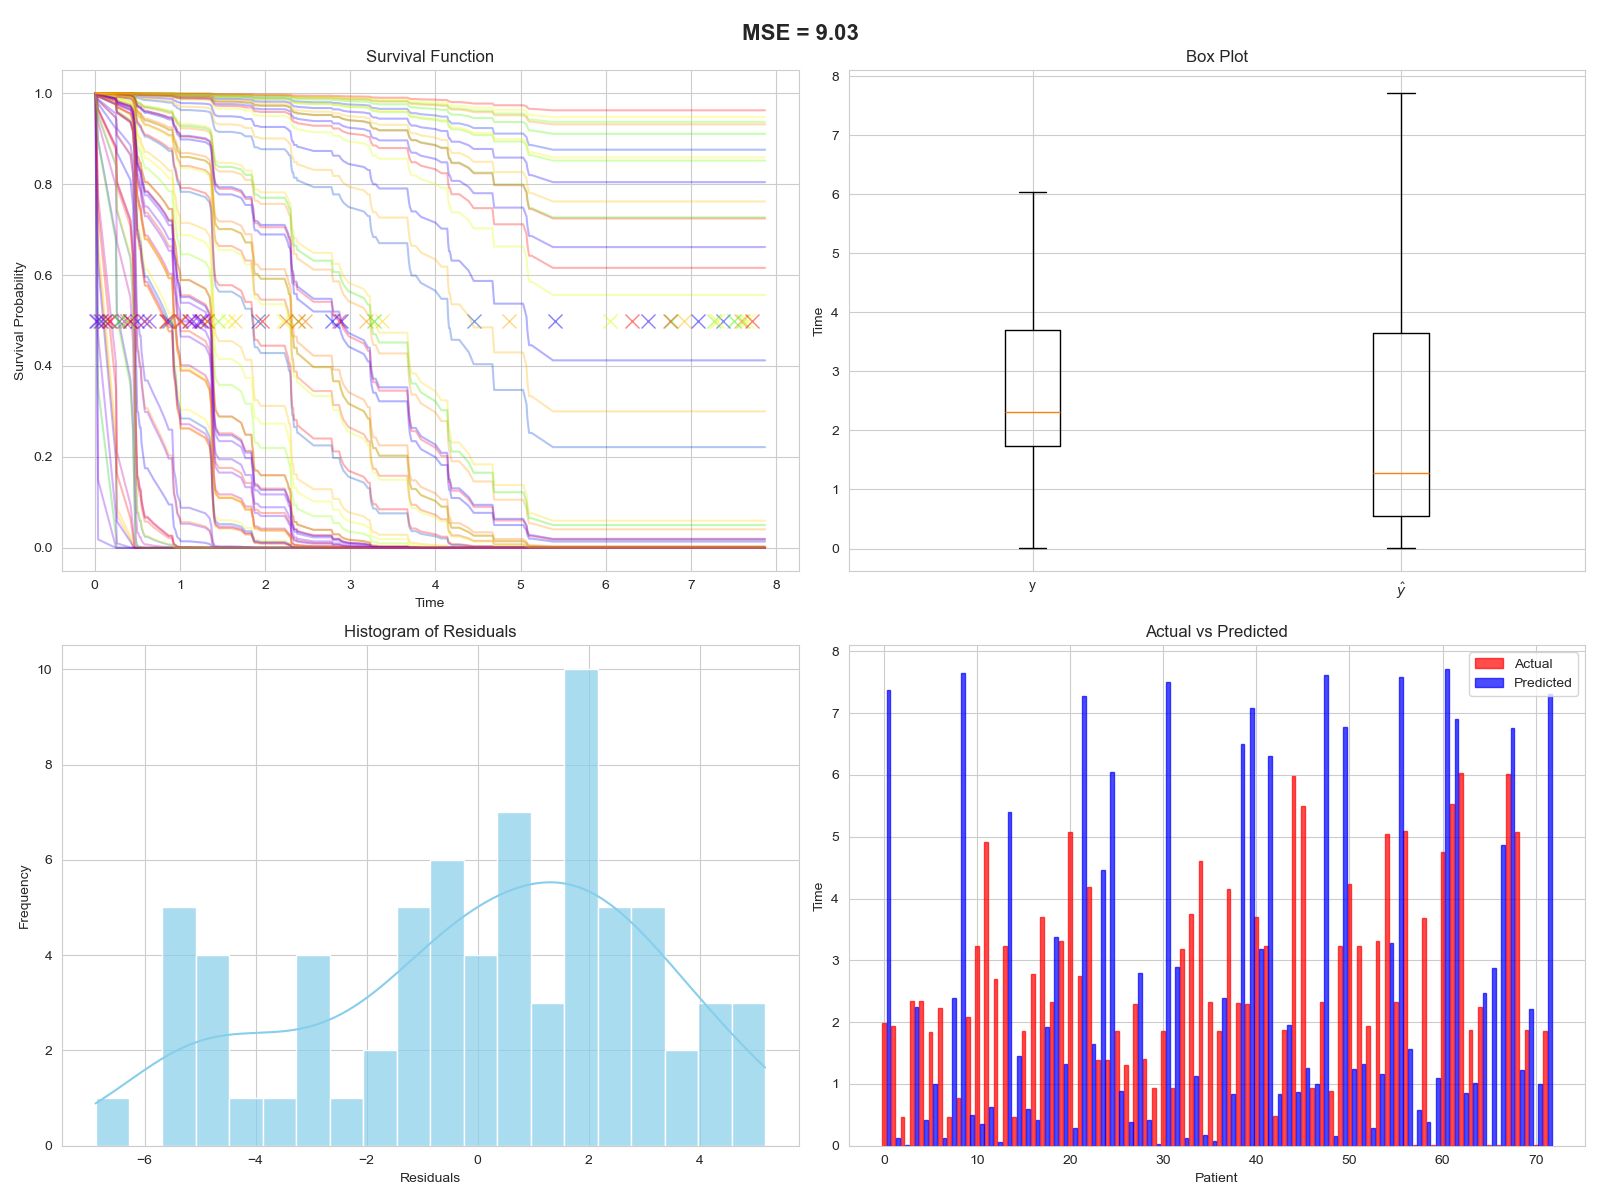 MSE = 9.03
Survival Function
Survival Probability
1.0
0.8
0.6
0.4
0.2
0.0
0 1 2 3 4 5 6 7 8
Time
Box Plot
Time
8
7
6
5
4
3
2
1
0
y ŷ
Histogram of Residuals
Frequency
10
8
6
4
2
0
−6 −4 −2 0 2 4
Residuals
Actual vs Predicted
Time
8
7
6
5
4
3
2
1
0
Actual
Predicted
0 10 20 30 40 50 60 70
Patient